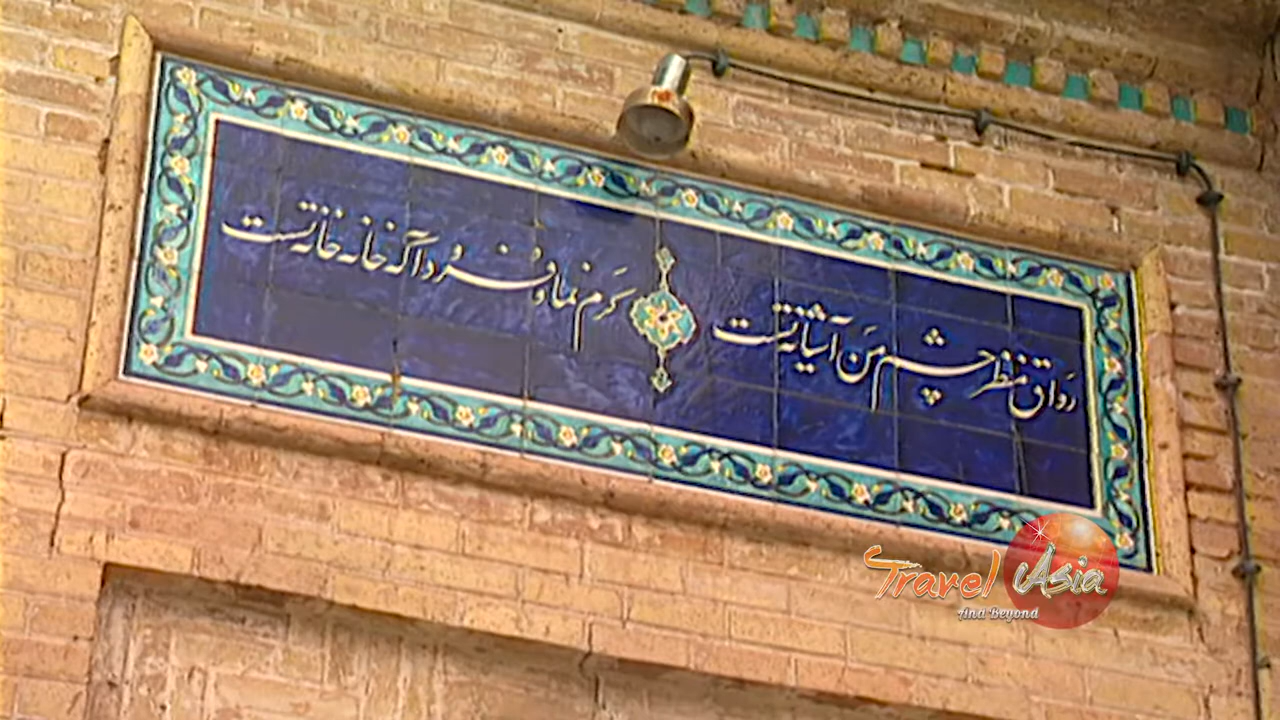 رواق منظر چشم من آشیانه تست
کرم نما و فرود آ که خانه خانه تست
Travel Asia
And Beyond